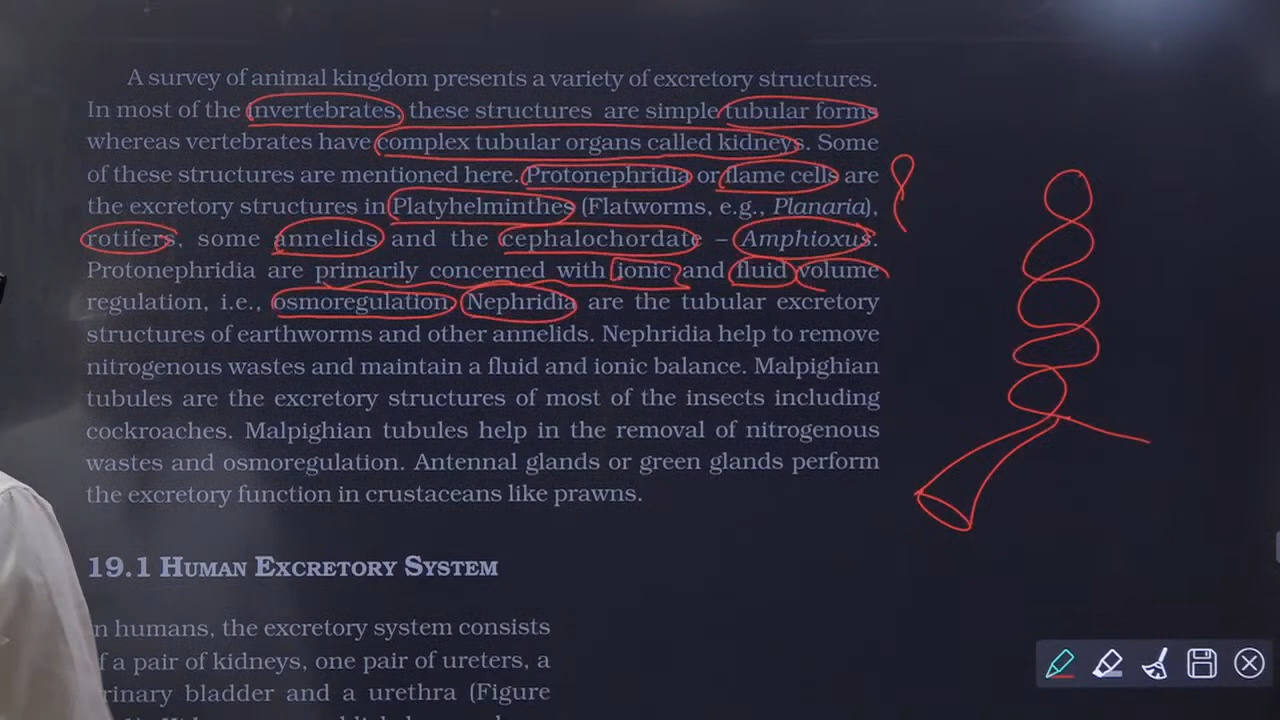 A survey of animal kingdom presents a variety of excretory structures.
In most of the invertebrates, these structures are simple tubular forms
whereas vertebrates have complex tubular organs called kidneys. Some
of these structures are mentioned here. Protonephridia or flame cells are
the excretory structures in Platyhelminthes (Flatworms, e.g., Planaria),
rotifers, some annelids and the cephalochordate – Amphioxus.
Protonephridia are primarily concerned with ionic and fluid volume
regulation, i.e., osmoregulation. Nephridia are the tubular excretory
structures of earthworms and other annelids. Nephridia help to remove
nitrogenous wastes and maintain a fluid and ionic balance. Malpighian
tubules are the excretory structures of most of the insects including
cockroaches. Malpighian tubules help in the removal of nitrogenous
wastes and osmoregulation. Antennal glands or green glands perform
the excretory function in crustaceans like prawns.
19.1 HUMAN EXCRETORY SYSTEM
n humans, the excretory system consists
f a pair of kidneys, one pair of ureters, a
rinary bladder and a urethra (Figure